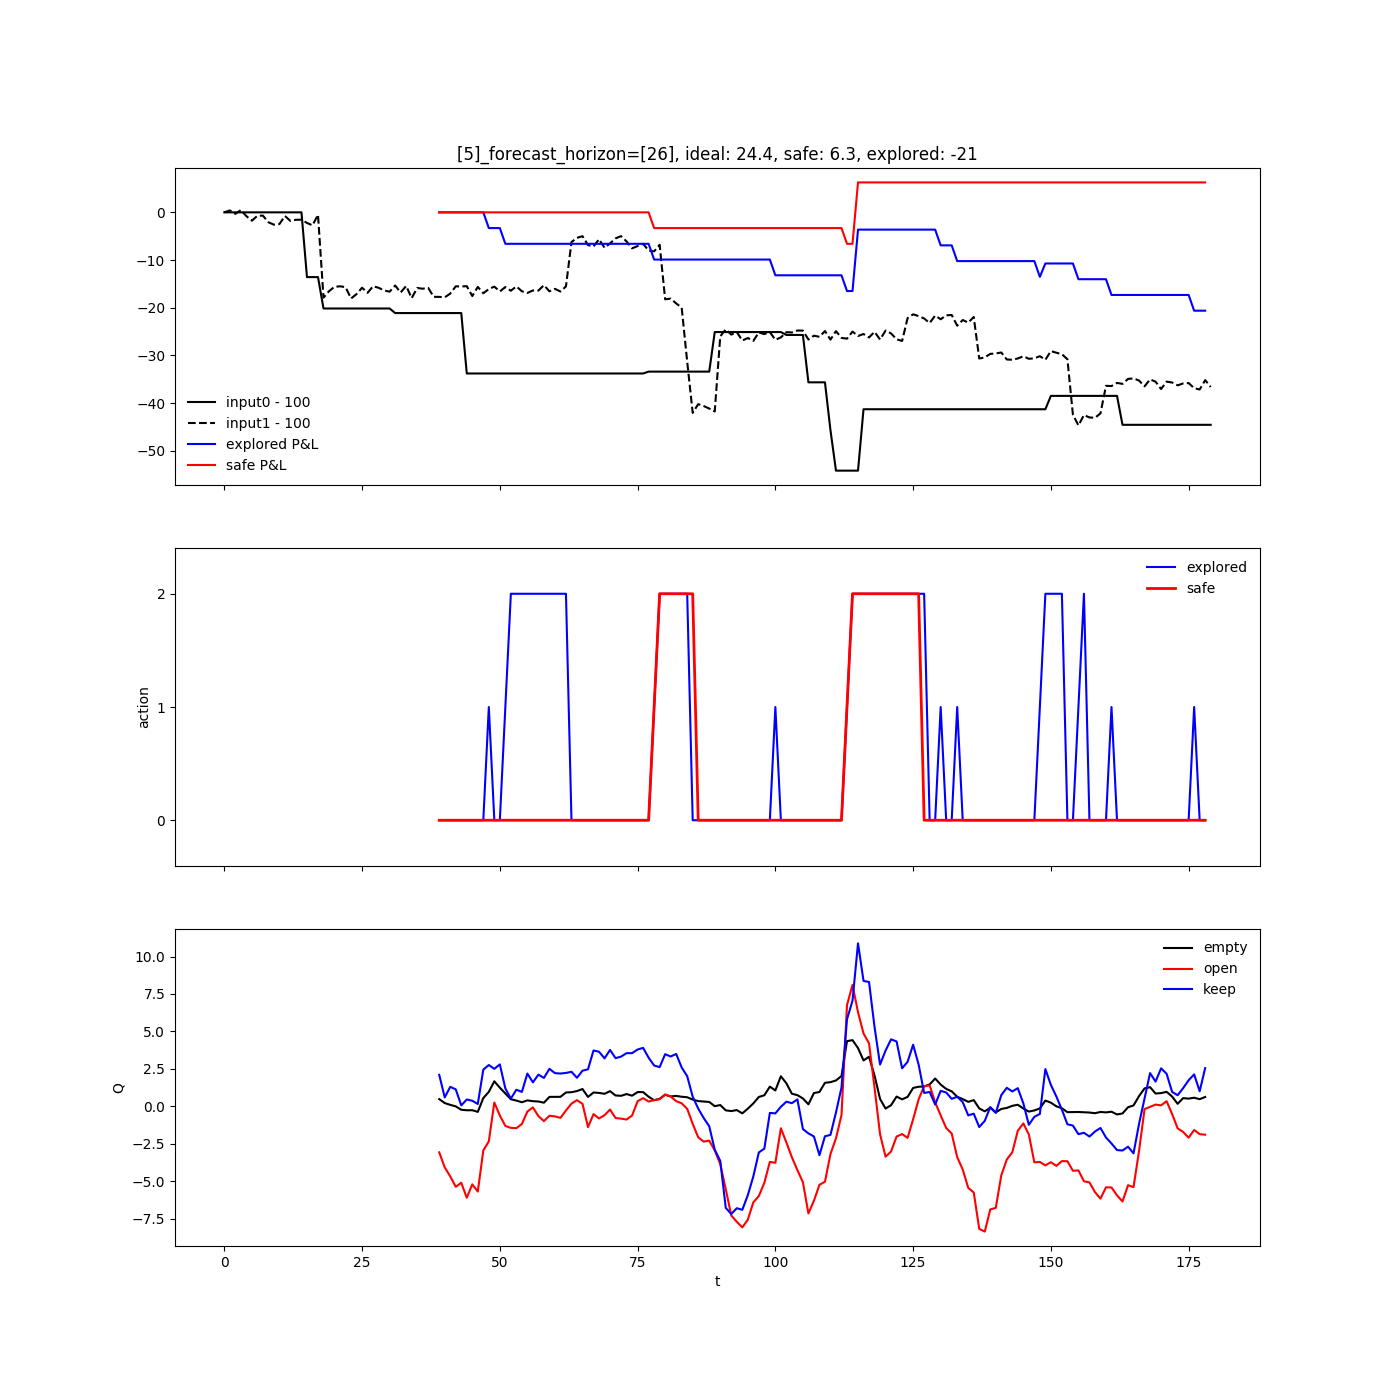 [5]_forecast_horizon=[26], ideal: 24.4, safe: 6.3, explored: -21
0
−10
−20
−30
−40
−50
input0 - 100
input1 - 100
explored P&L
safe P&L
action
2
1
0
explored
safe
Q
10.0
7.5
5.0
2.5
0.0
−2.5
−5.0
−7.5
empty
open
keep
0 25 50 75 100 125 150 175
t